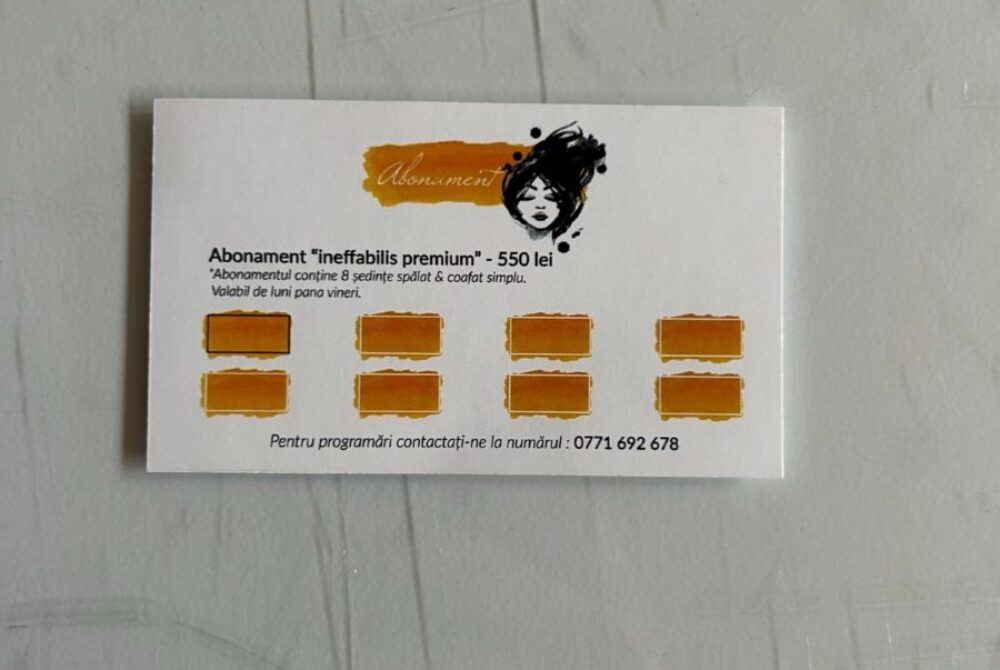 Abonament
Abonament “ineffabilis premium” - 550 lei
*Abonamentul conține 8 ședințe spălat & coafat simplu.
Valabil de luni pana vineri.
Pentru programări contactați-ne la numărul : 0771 692 678